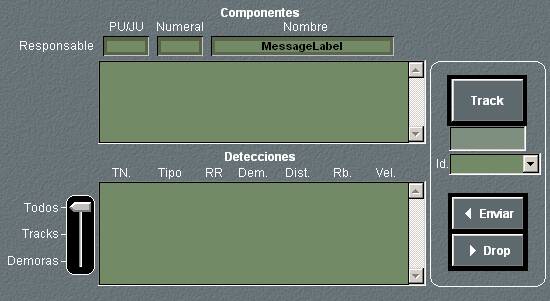 Componentes
PU/JU Numeral Nombre
Responsable MessageLabel
Track
Id.
Detecciones
TN. Tipo RR Dem. Dist. Rb. Vel.
Todos
Tracks
Demoras
Enviar
Drop